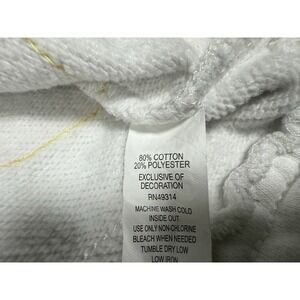 80% COTTON
20% POLYESTER
EXCLUSIVE OF
DECORATION
RN49314
MACHINE WASH COLD
INSIDE OUT
USE ONLY NON-CHLORINE
BLEACH WHEN NEEDED
TUMBLE DRY LOW
LOW IRON